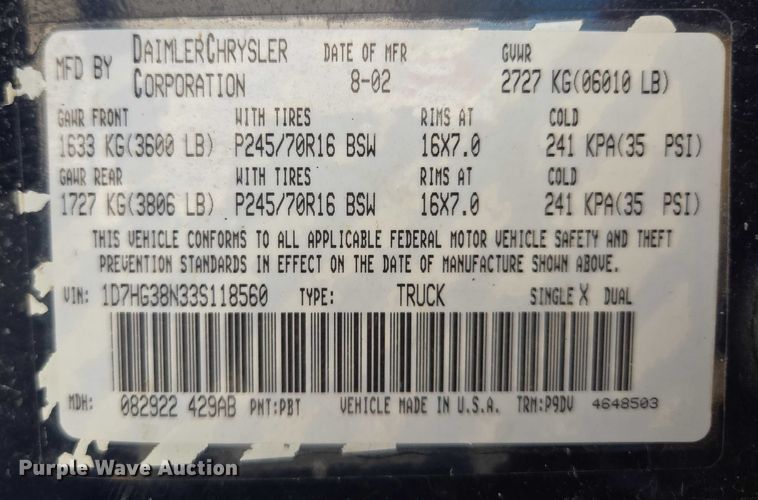 MFD BY DAIMLERCHRYSLER CORPORATION DATE OF MFR 8-02 GVWR 2727 KG(06010 LB)
GAWR FRONT WITH TIRES RIMS AT COLD
1633 KG(3600 LB) P245/70R16 BSW 16X7.0 241 KPA(35 PSI)
GAWR REAR WITH TIRES RIMS AT COLD
1727 KG(3806 LB) P245/70R16 BSW 16X7.0 241 KPA(35 PSI)
THIS VEHICLE CONFORMS TO ALL APPLICABLE FEDERAL MOTOR VEHICLE SAFETY AND THEFT
PREVENTION STANDARDS IN EFFECT ON THE DATE OF MANUFACTURE SHOWN ABOVE.
VIN: 1D7HG38N33S118560 TYPE: TRUCK SINGLE X DUAL
MDH: 082922 429AB PNT:PBT VEHICLE MADE IN U.S.A. TRM:P9DV 4648503
Purple Wave Auction